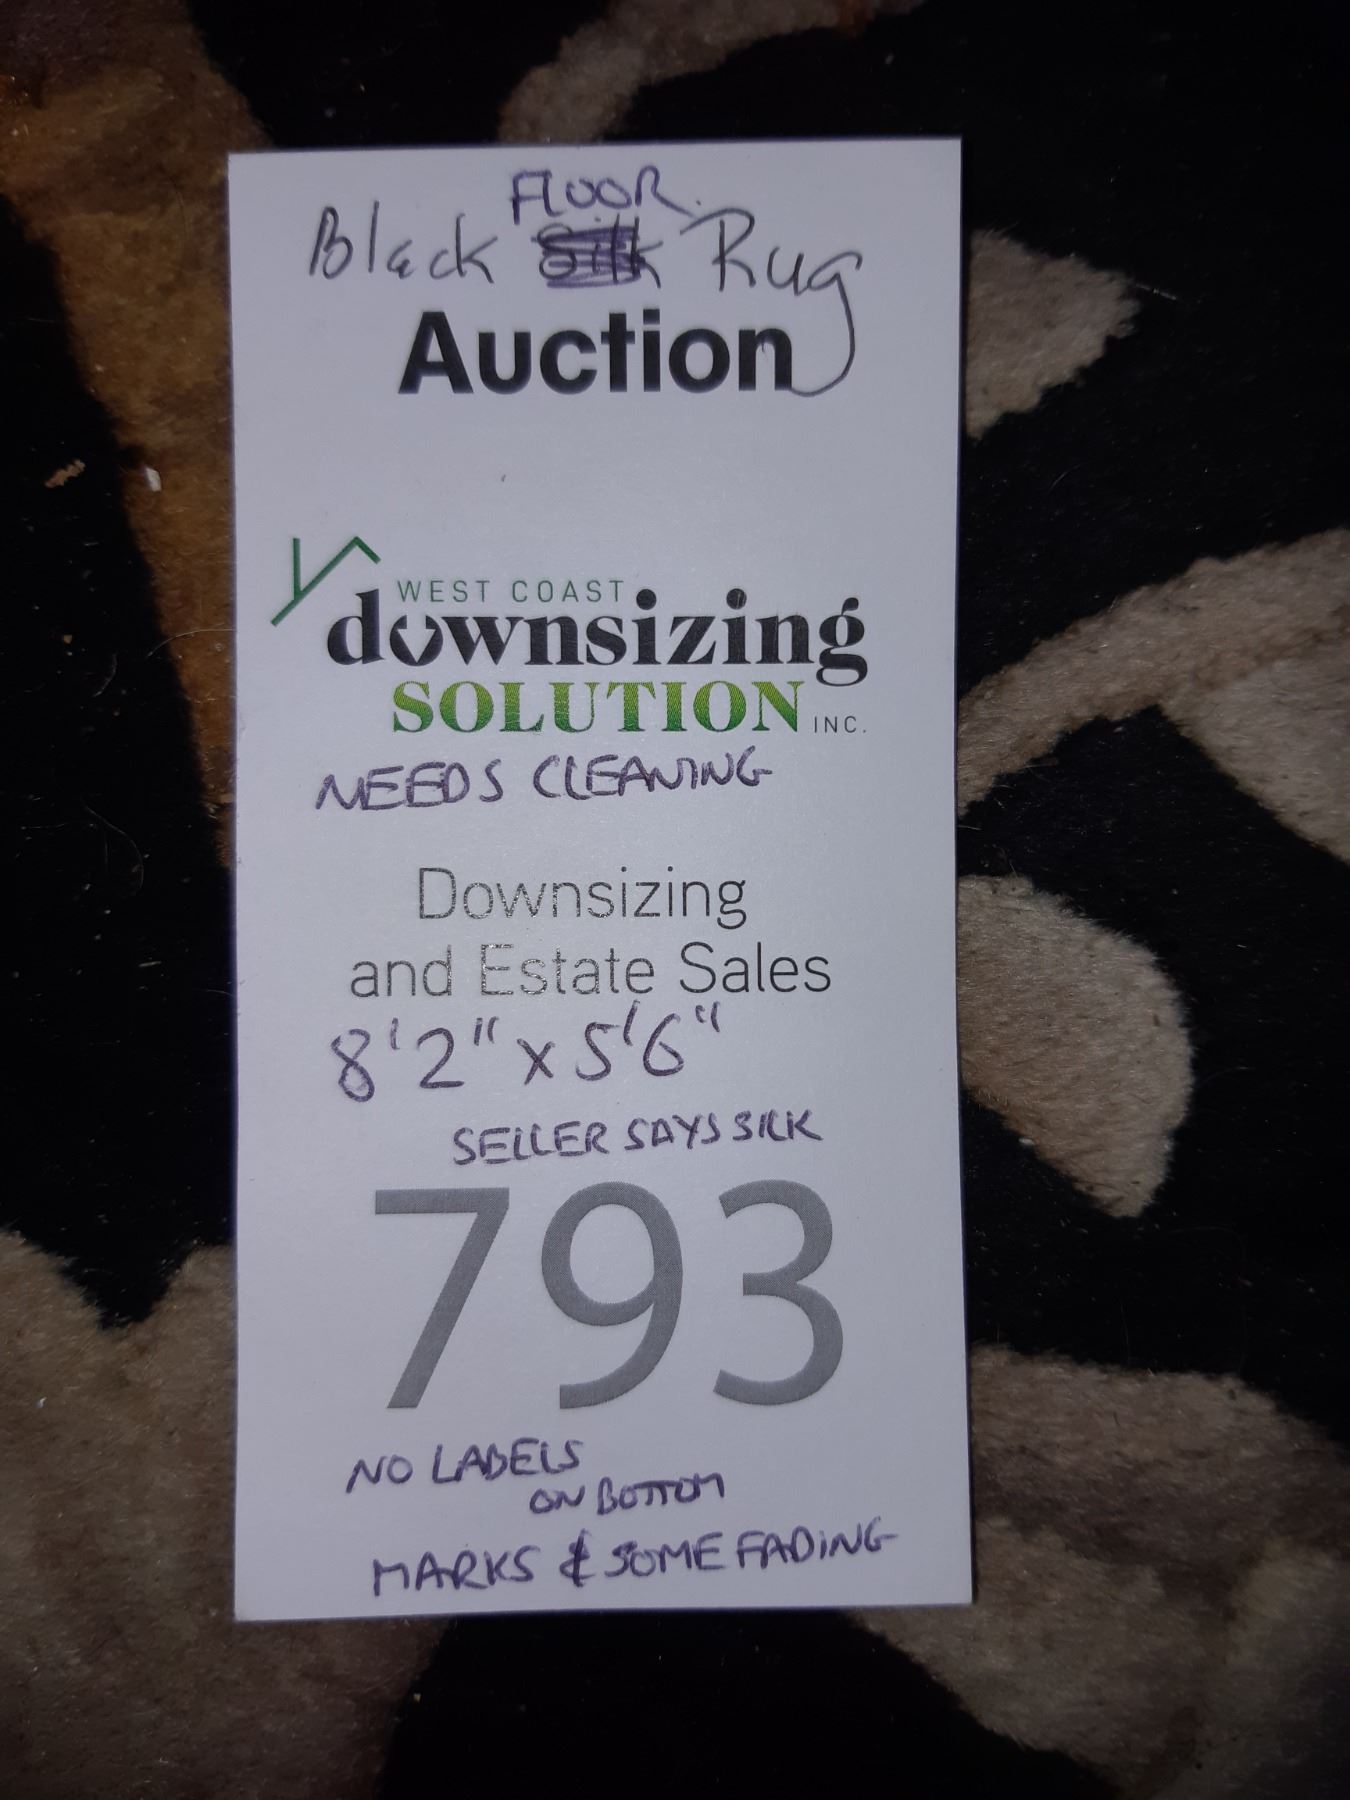 FLOOR
Black Silk Rug
Auction
WEST COAST
downsizing
SOLUTION INC.
NEEDS CLEANING
Downsizing
and Estate Sales
8'2" x 5'6"
SELLER SAYS SILK
793
NO LABELS
ON BOTTOM
MARKS & SOME FADING